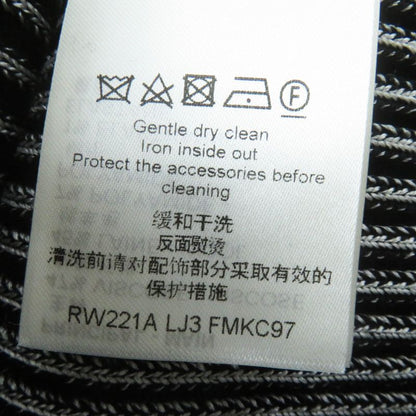 F
Gentle dry clean
Iron inside out
Protect the accessories before
cleaning
缓和干洗
反面熨烫
清洗前请对配饰部分采取有效的
保护措施
RW221A LJ3 FMKC97